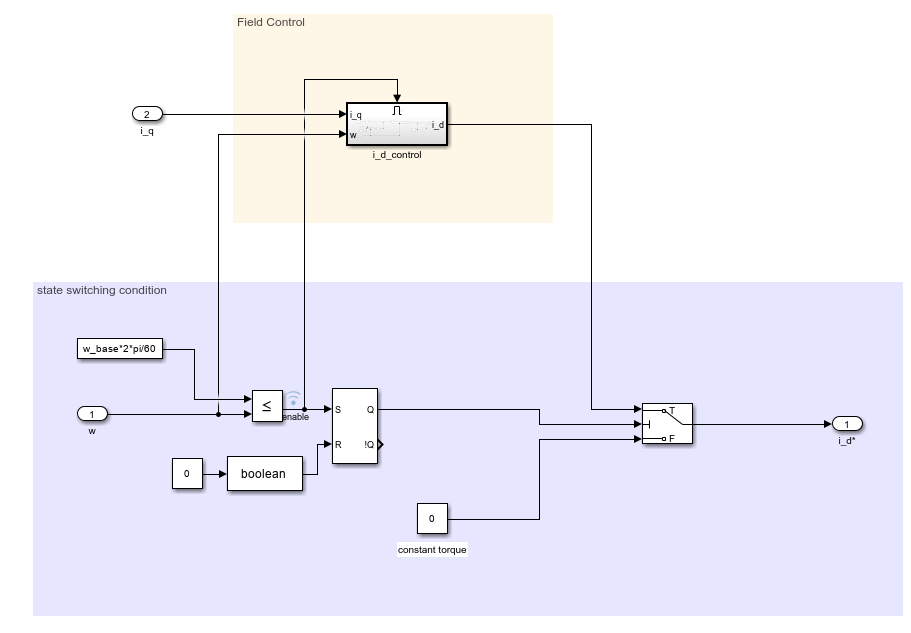 Field Control
2
i_q
i_q
w
i_d
i_d_control
state switching condition
w_base*2*pi/60
1
w
≤
enable
S
R
Q
!Q
0
boolean
0
constant torque
T
F
1
i_d*